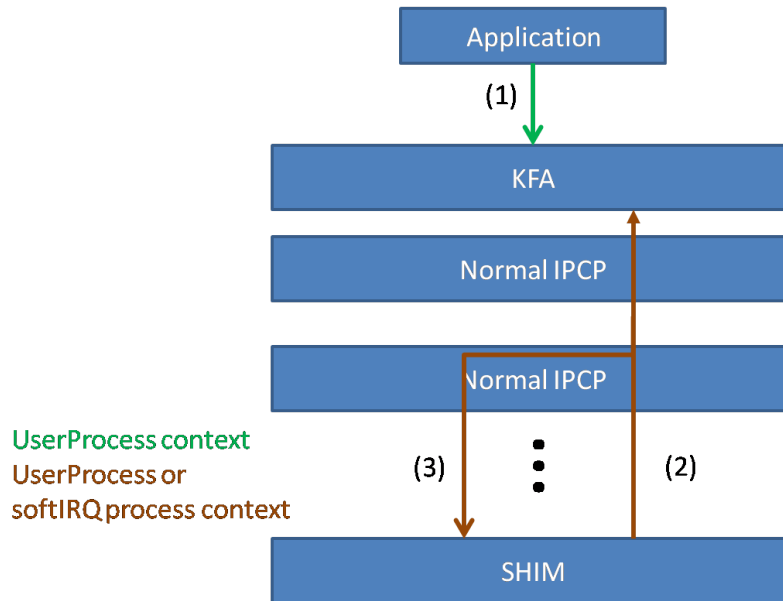 Application
(1)
KFA
Normal IPCP
Normal IPCP
UserProcess context
UserProcess or
softIRQ process context
(3)
(2)
SHIM